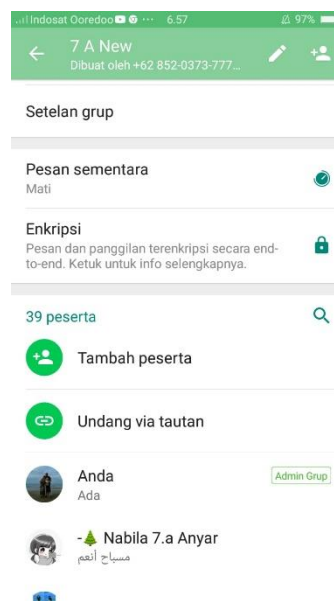 Indosat Ooredoo 6.57 97%
7 A New
Dibuat oleh +62 852-0373-777...
Setelan grup
Pesan sementara
Mati
Enkripsi
Pesan dan panggilan terenkripsi secara end-
to-end. Ketuk untuk info selengkapnya.
39 peserta
Tambah peserta
Undang via tautan
Anda
Admin Grup
Ada
-🌲 Nabila 7.a Anyar
مسباح أنعم